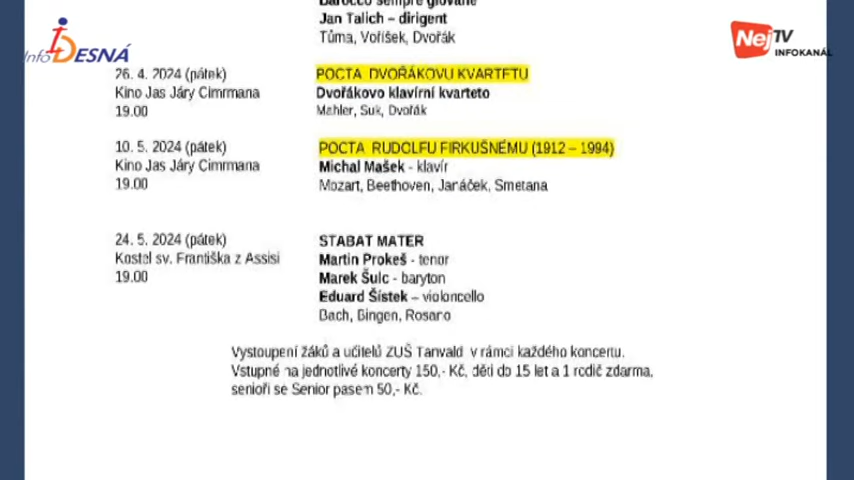 Barocco sempre giovane
Jan Talich – dirigent
Tůma, Voříšek, Dvořák
Info DESNÁ
Nej TV
INFOKANÁL
26. 4. 2024 (pátek)
POCTA DVOŘÁKOVU KVARTETU
Kino Jas Járy Cimrmana
Dvořákovo klavírní kvarteto
19.00
Mahler, Suk, Dvořák
10. 5. 2024 (pátek)
POCTA RUDOLFU FIRKUŠNÉMU (1912 – 1994)
Kino Jas Járy Cimrmana
Michal Mašek - klavír
19.00
Mozart, Beethoven, Janáček, Smetana
24. 5. 2024 (pátek)
STABAT MATER
Kostel sv. Františka z Assisi
Martin Prokeš - tenor
19.00
Marek Šulc - baryton
Eduard Šístek – violoncello
Bach, Bingen, Rosaro
Vystoupení žáků a učitelů ZUŠ Tanvald v rámci každého koncertu.
Vstupné na jednotlivé koncerty 150,- Kč, děti do 15 let a 1 rodič zdarma,
senioři se Senior pasem 50,- Kč.